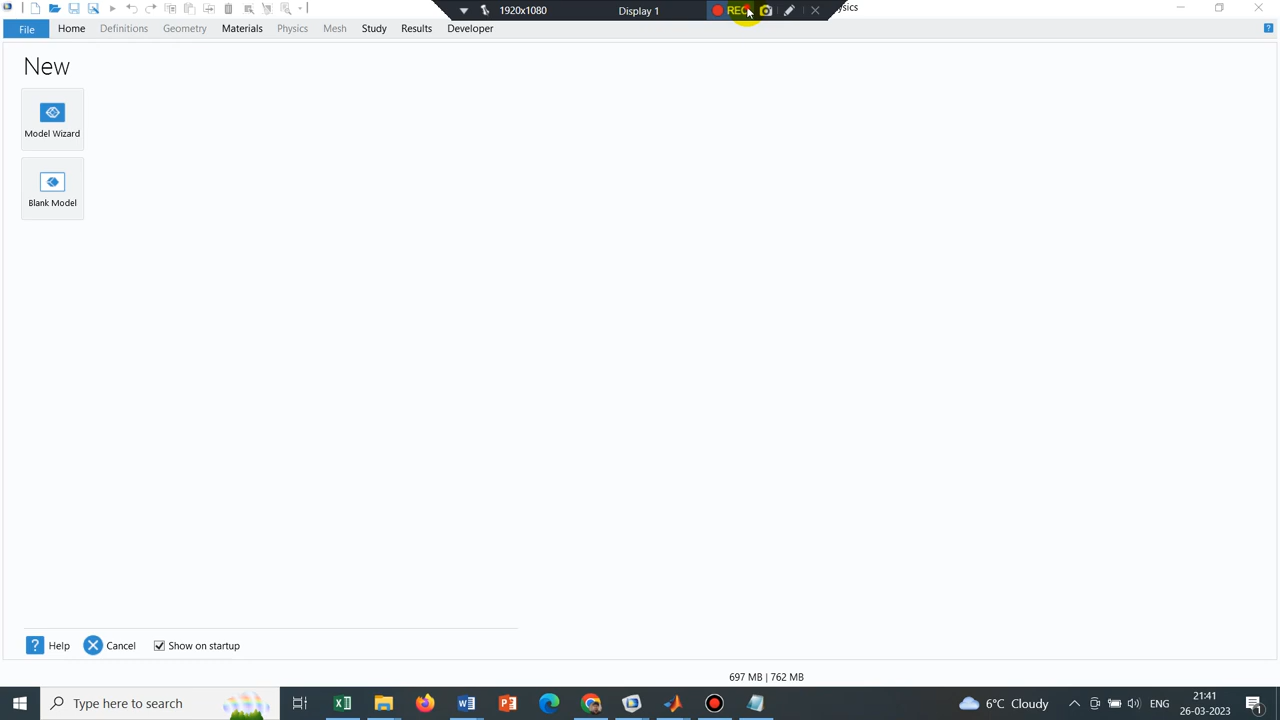 1920x1080 Display 1 REC ysics
File Home Definitions Geometry Materials Physics Mesh Study Results Developer ?
New
Model Wizard
Blank Model
? Help Cancel Show on startup
697 MB | 762 MB
Type here to search 6°C Cloudy ENG 21:41
26-03-2023 1